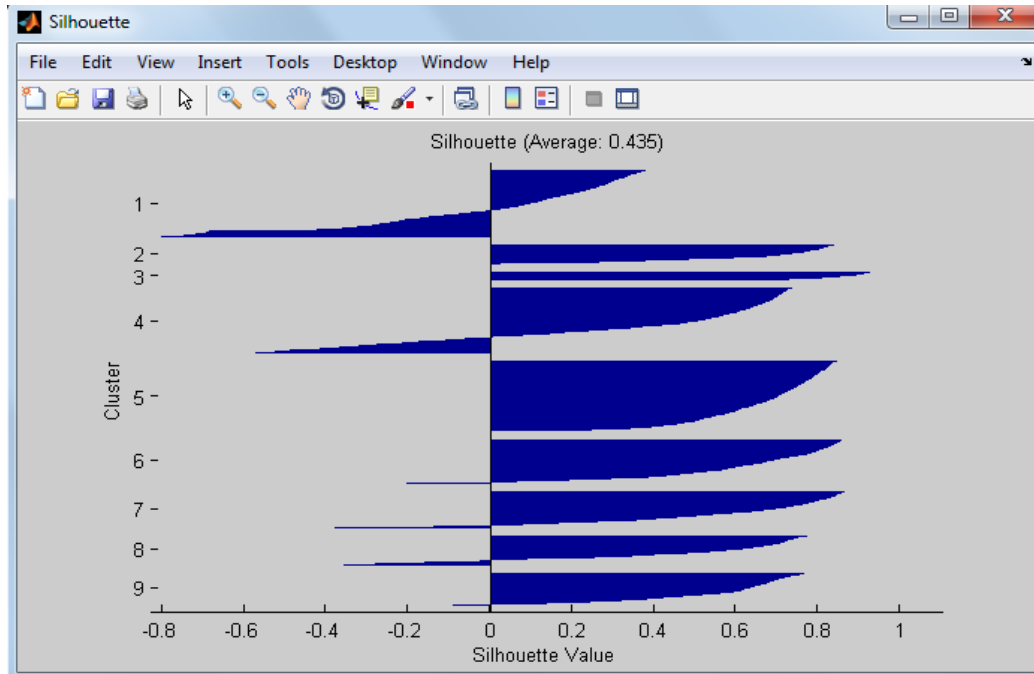 Silhouette
File Edit View Insert Tools Desktop Window Help
Silhouette (Average: 0.435)
1
2
3
4
5
6
7
8
9
Cluster
-0.8 -0.6 -0.4 -0.2 0 0.2 0.4 0.6 0.8 1
Silhouette Value